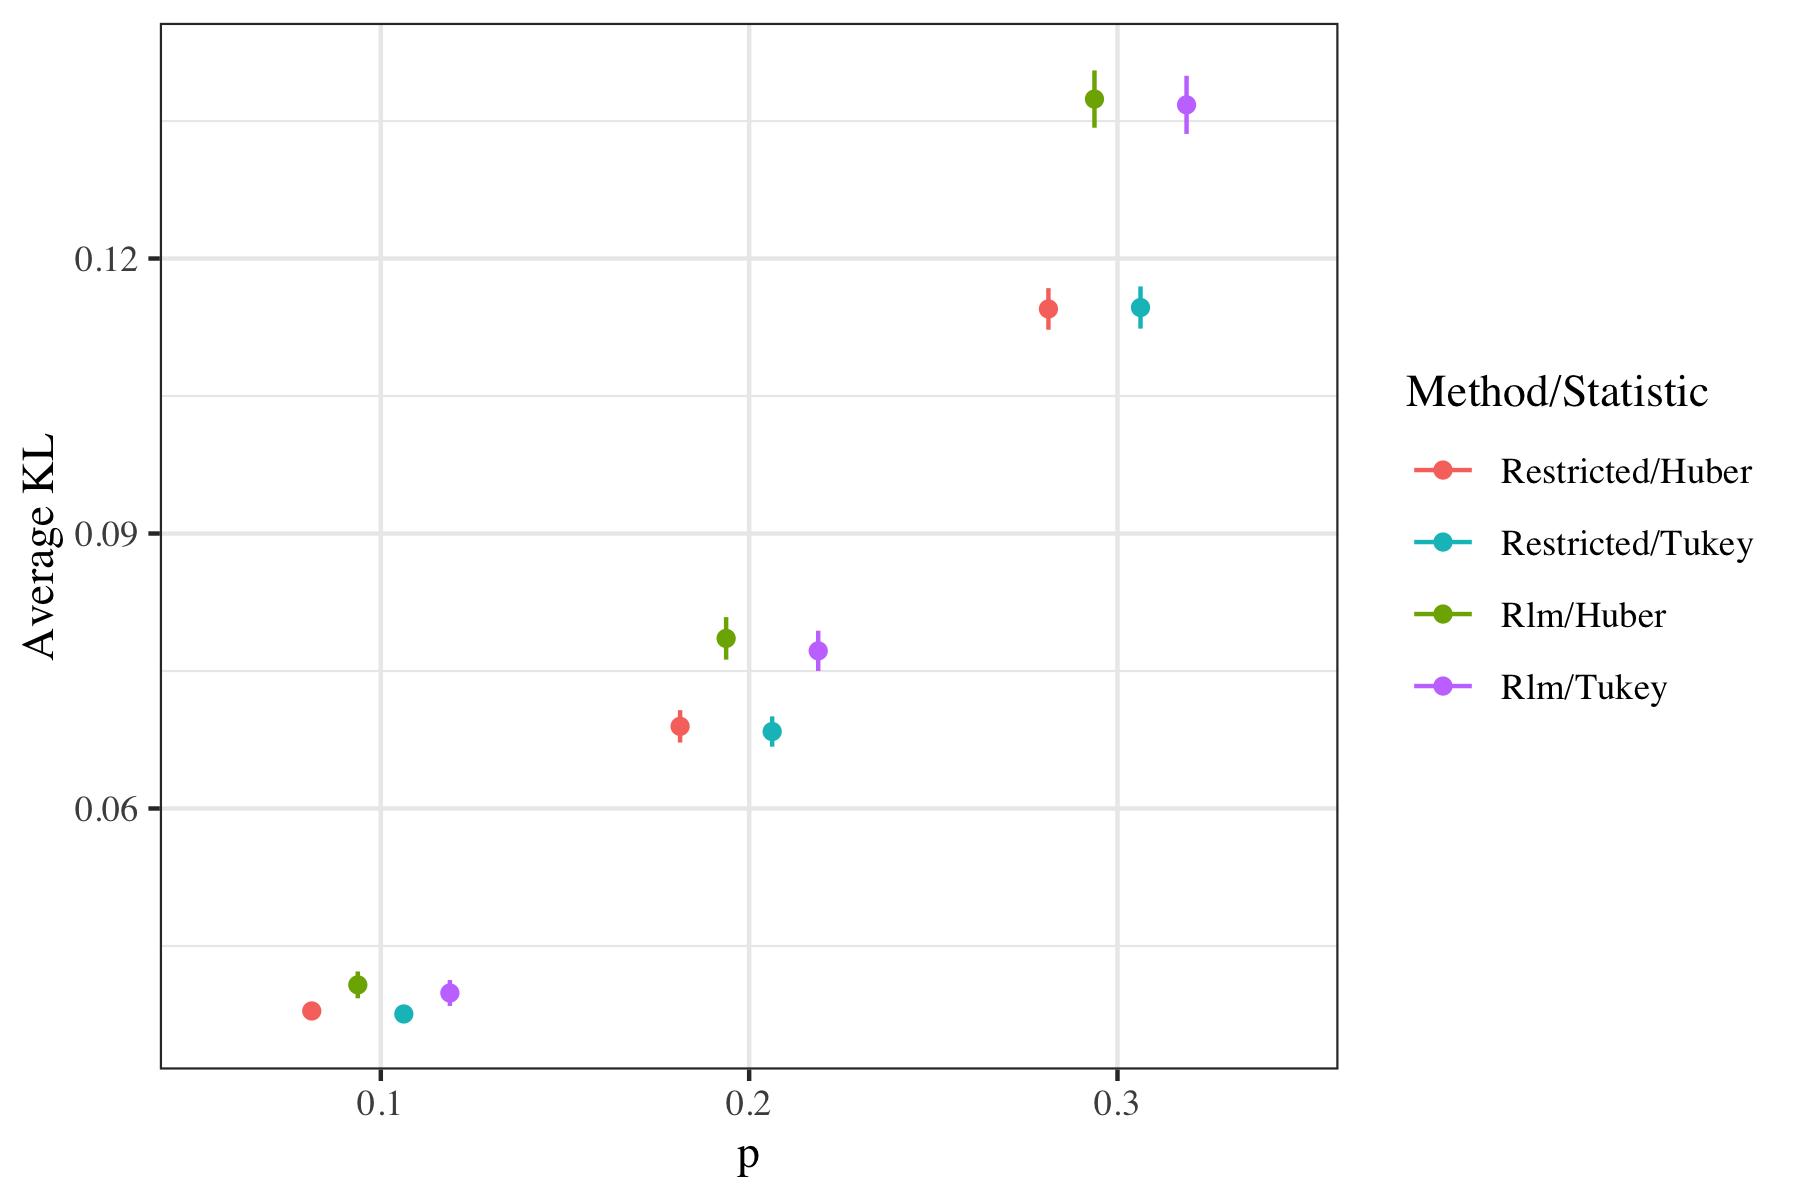 Average KL
0.12
0.09
0.06
0.1
0.2
0.3
p
Method/Statistic
Restricted/Huber
Restricted/Tukey
Rlm/Huber
Rlm/Tukey